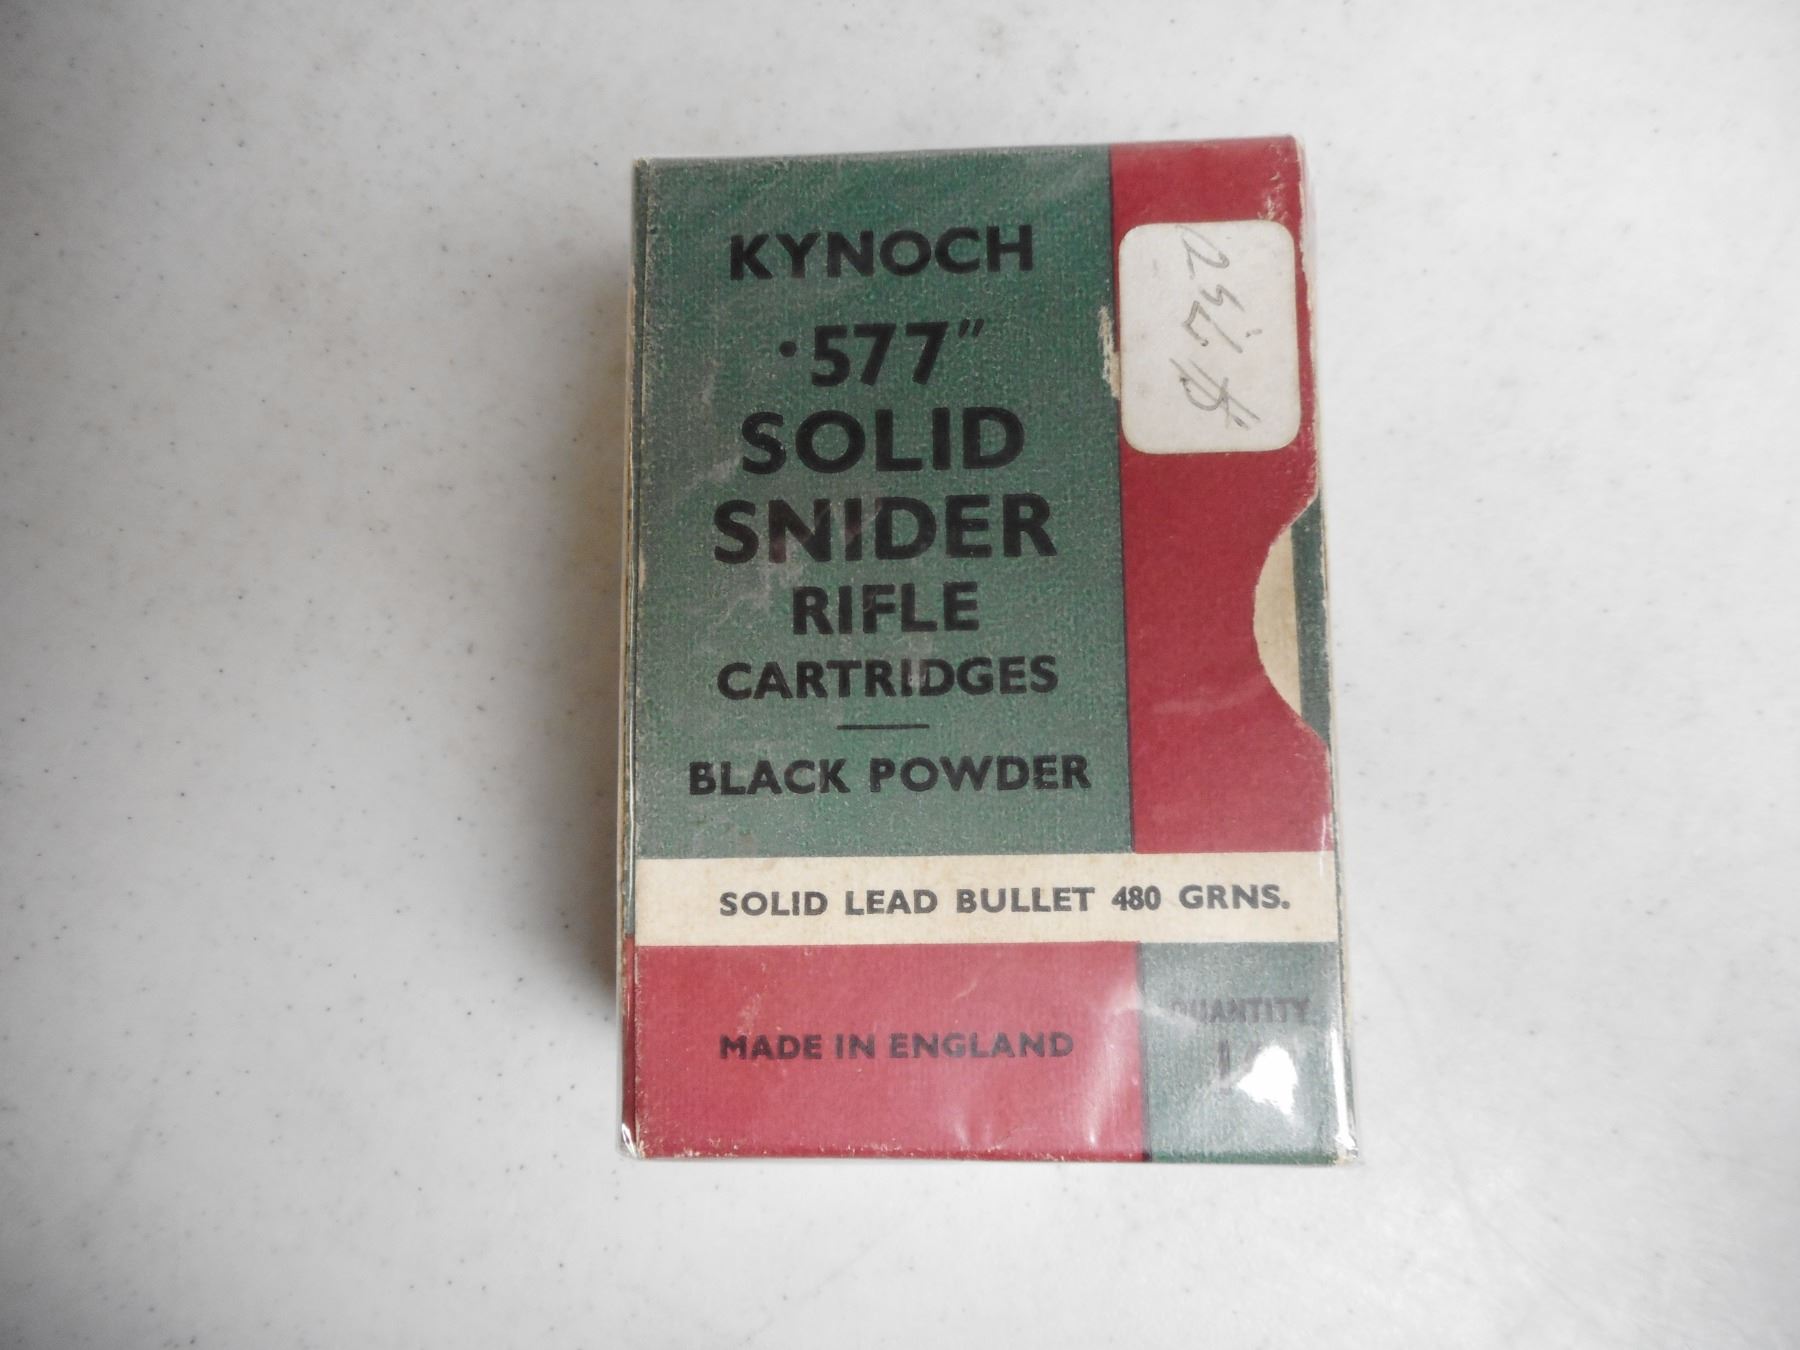 KYNOCH
·577"
SOLID
SNIDER
RIFLE
CARTRIDGES
BLACK POWDER
SOLID LEAD BULLET 480 GRNS.
MADE IN ENGLAND
QUANTITY